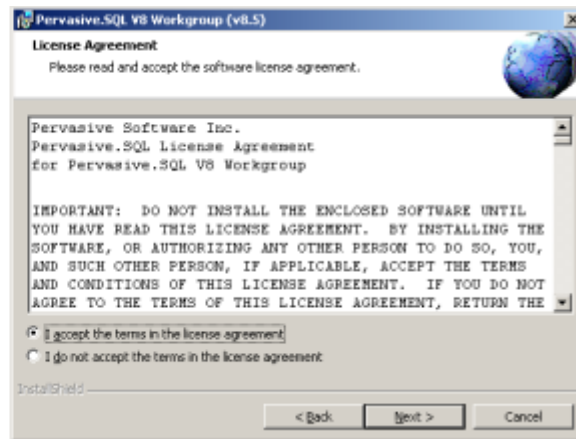 Pervasive.SQL V8 Workgroup (v8.5)
License Agreement
Please read and accept the software license agreement.
Pervasive Software Inc.
Pervasive.SQL License Agreement
for Pervasive.SQL V8 Workgroup
IMPORTANT: DO NOT INSTALL THE ENCLOSED SOFTWARE UNTIL
YOU HAVE READ THIS LICENSE AGREEMENT. BY INSTALLING THE
SOFTWARE, OR AUTHORIZING ANY OTHER PERSON TO DO SO, YOU,
AND SUCH OTHER PERSON, IF APPLICABLE, ACCEPT THE TERMS
AND CONDITIONS OF THIS LICENSE AGREEMENT. IF YOU DO NOT
AGREE TO THE TERMS OF THIS LICENSE AGREEMENT, RETURN THE
I accept the terms in the license agreement
I do not accept the terms in the license agreement
InstallShield
< Back Next > Cancel